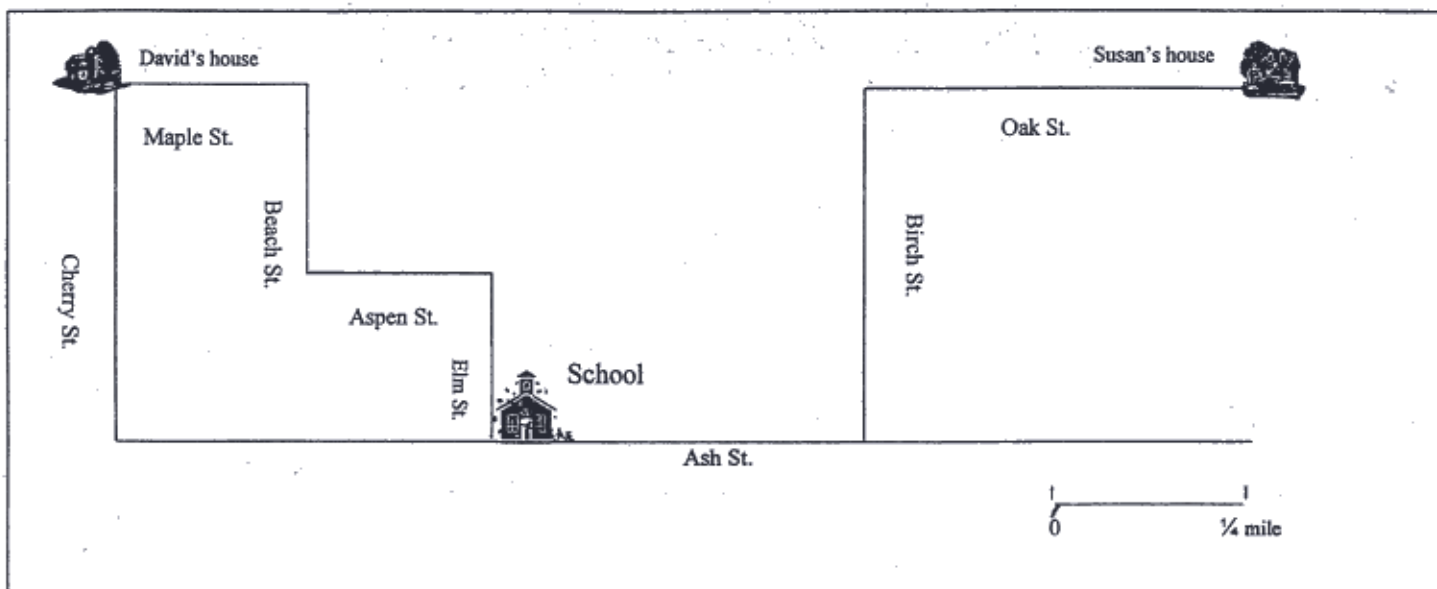 David's house
Susan's house
Maple St.
Oak St.
Beach St.
Birch St.
Cherry St.
Aspen St.
Elm St.
School
Ash St.
0 ¼ mile